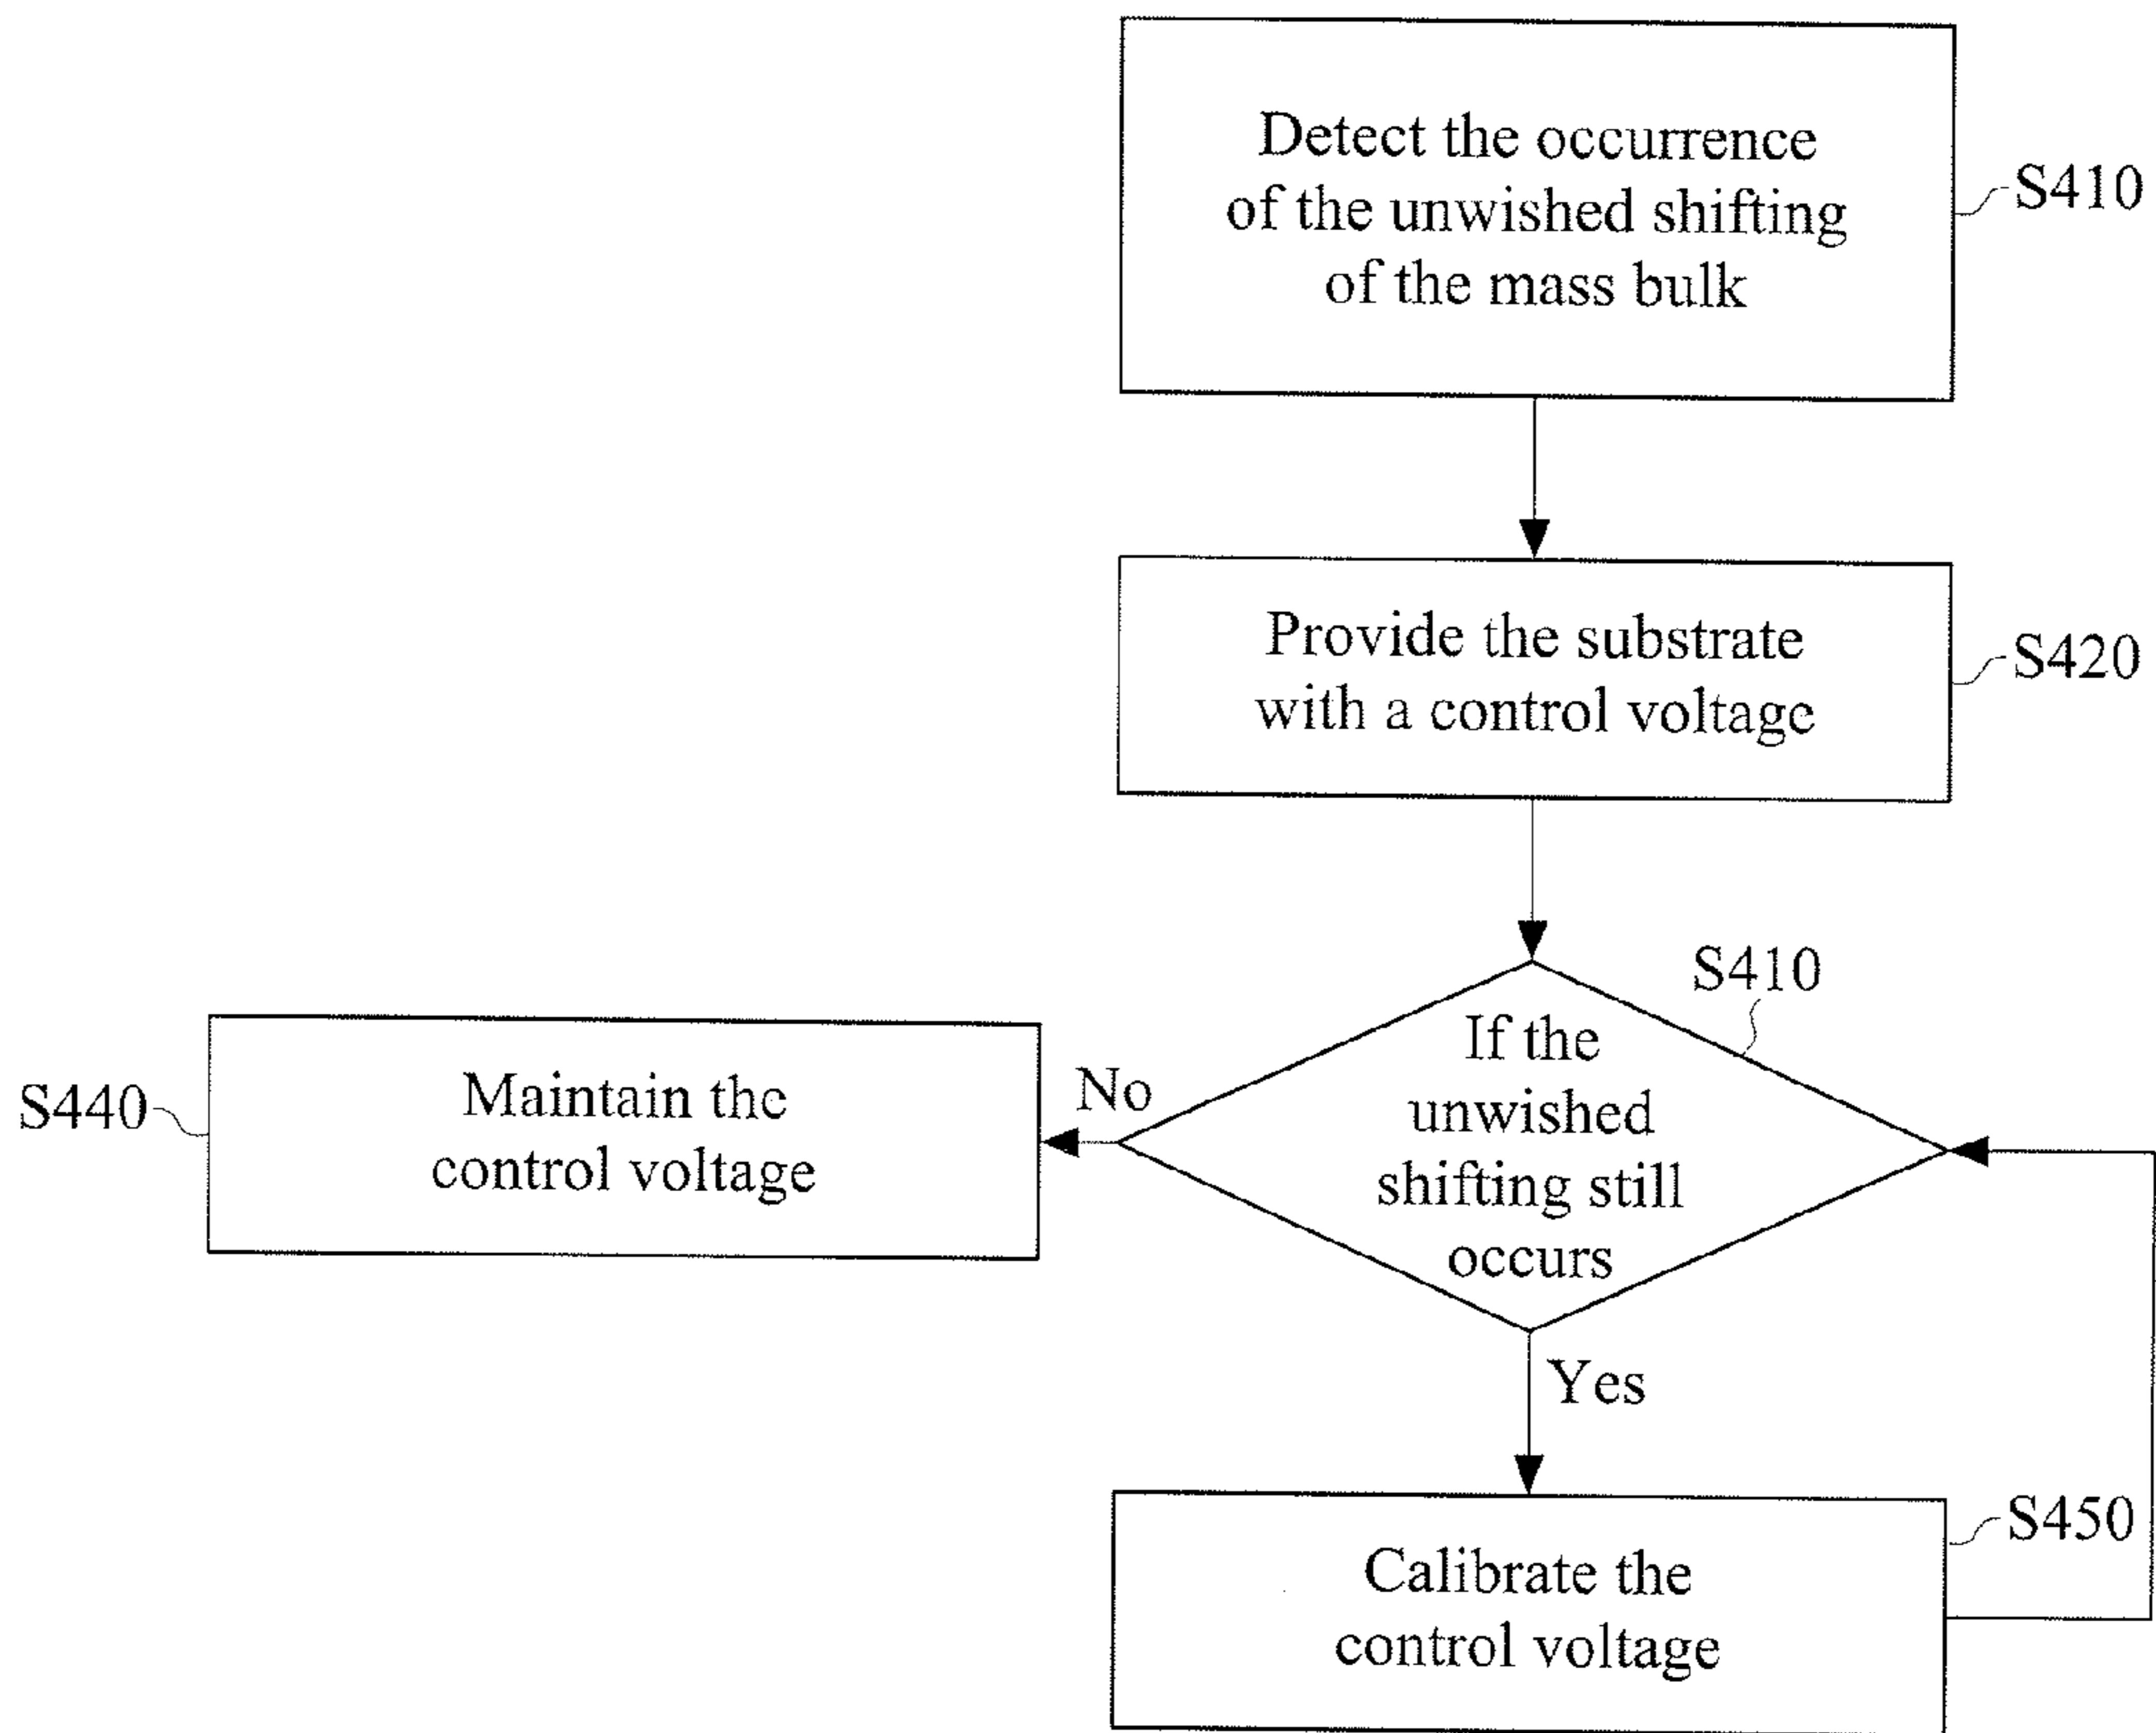 Detect the occurrence
of the unwished shifting
of the mass bulk
S410
Provide the substrate
with a control voltage
S420
S410
If the
unwished
shifting still
occurs
No
S440
Maintain the
control voltage
Yes
S450
Calibrate the
control voltage